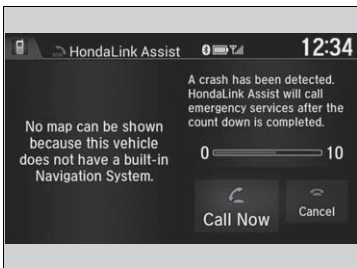 HondaLink Assist
12:34
A crash has been detected.
HondaLink Assist will call
emergency services after the
count down is completed.
No map can be shown
because this vehicle
does not have a built-in
Navigation System.
0
10
Call Now
Cancel